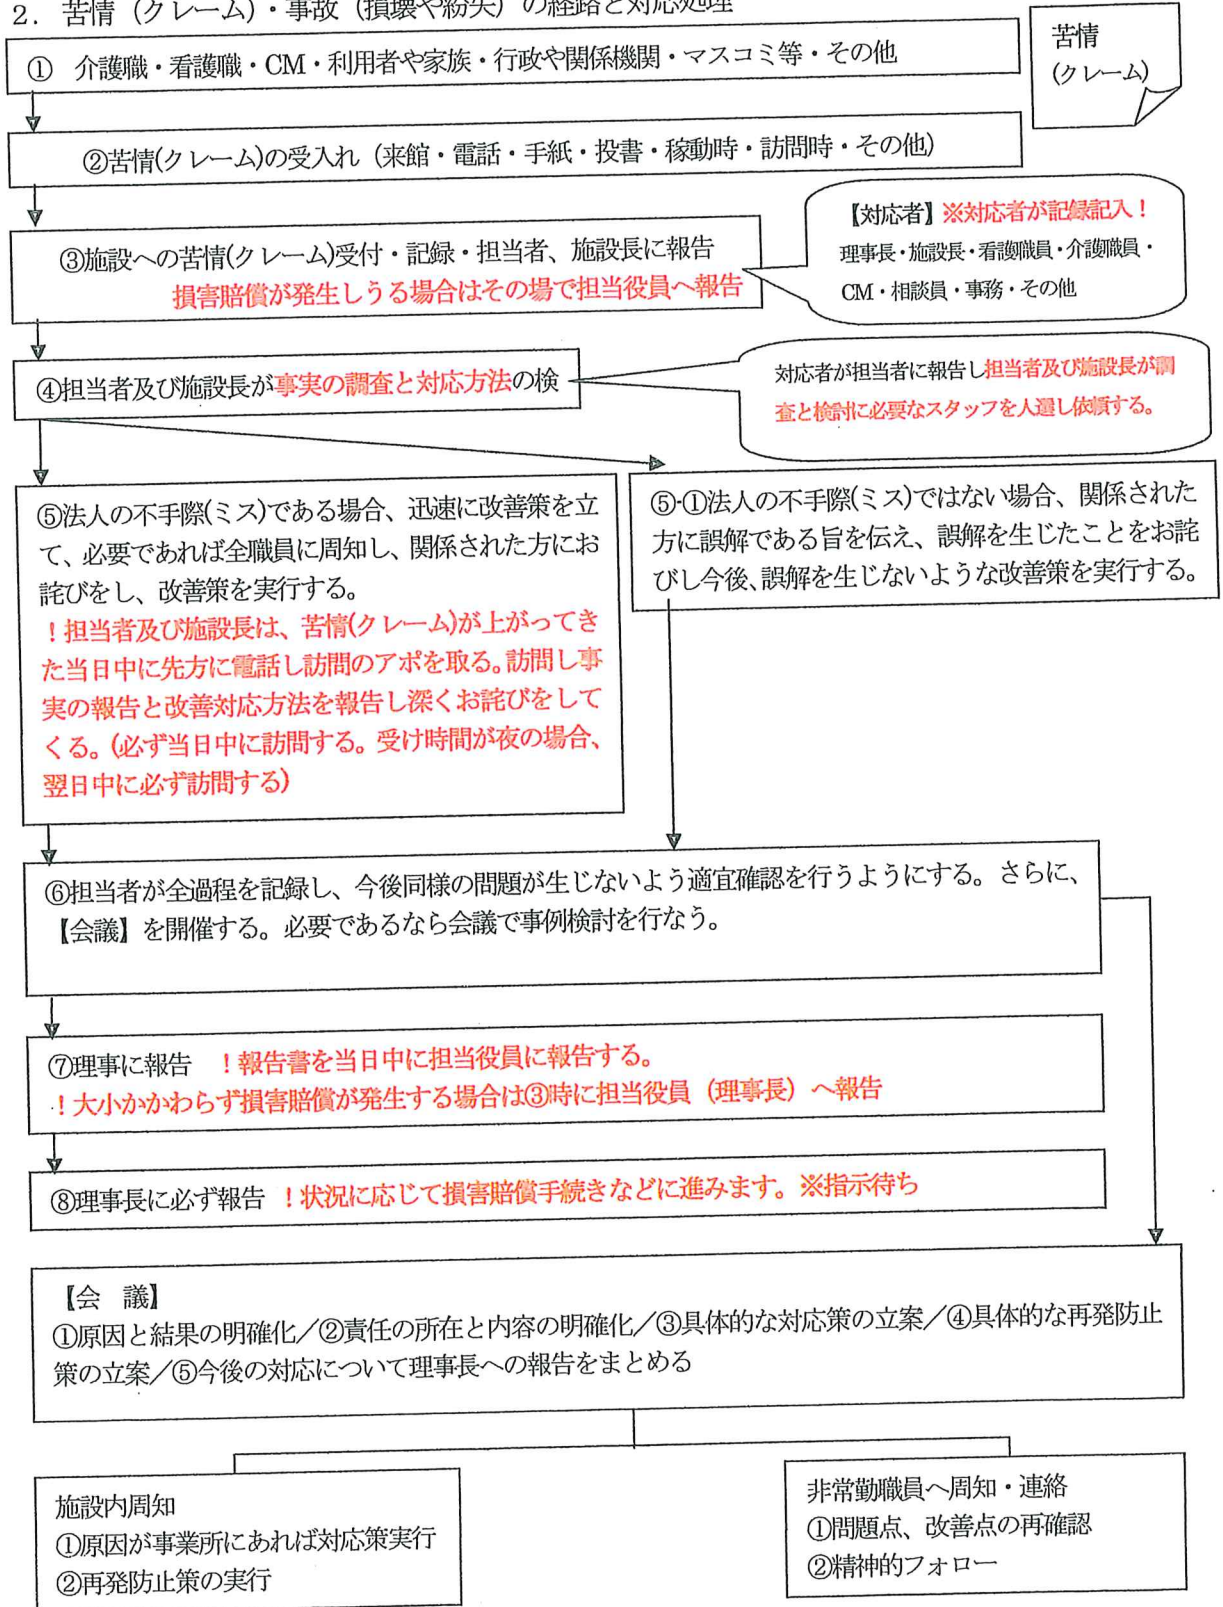 2．苦情（クレーム）・事故（損壊や紛失）の経路と対応処理
①　介護職・看護職・CM・利用者や家族・行政や関係機関・マスコミ等・その他
苦情
(クレーム)
②苦情(クレーム)の受入れ（来館・電話・手紙・投書・稼動時・訪問時・その他）
③施設への苦情(クレーム)受付・記録・担当者、施設長に報告
損害賠償が発生しうる場合はその場で担当役員へ報告
【対応者】※対応者が記録記入！
理事長・施設長・看護職員・介護職員・
CM・相談員・事務・その他
④担当者及び施設長が事実の調査と対応方法の検
対応者が担当者に報告し担当者及び施設長が調
査と検討に必要なスタッフを人選し依頼する。
⑤法人の不手際(ミス)である場合、迅速に改善策を立
て、必要であれば全職員に周知し、関係された方にお
詫びをし、改善策を実行する。
！担当者及び施設長は、苦情(クレーム)が上がってき
た当日中に先方に電話し訪問のアポを取る。訪問し事
実の報告と改善対応方法を報告し深くお詫びをして
くる。(必ず当日中に訪問する。受け時間が夜の場合、
翌日中に必ず訪問する)
⑤-①法人の不手際(ミス)ではない場合、関係された
方に誤解である旨を伝え、誤解を生じたことをお詫
びし今後、誤解を生じないような改善策を実行する。
⑥担当者が全過程を記録し、今後同様の問題が生じないよう適宜確認を行うようにする。さらに、
【会議】を開催する。必要であるなら会議で事例検討を行なう。
⑦理事に報告　！報告書を当日中に担当役員に報告する。
！大小かかわらず損害賠償が発生する場合は③時に担当役員（理事長）へ報告
⑧理事長に必ず報告　！状況に応じて損害賠償手続きなどに進みます。※指示待ち
【会　議】
①原因と結果の明確化／②責任の所在と内容の明確化／③具体的な対応策の立案／④具体的な再発防止
策の立案／⑤今後の対応について理事長への報告をまとめる
施設内周知
①原因が事業所にあれば対応策実行
②再発防止策の実行
非常勤職員へ周知・連絡
①問題点、改善点の再確認
②精神的フォロー